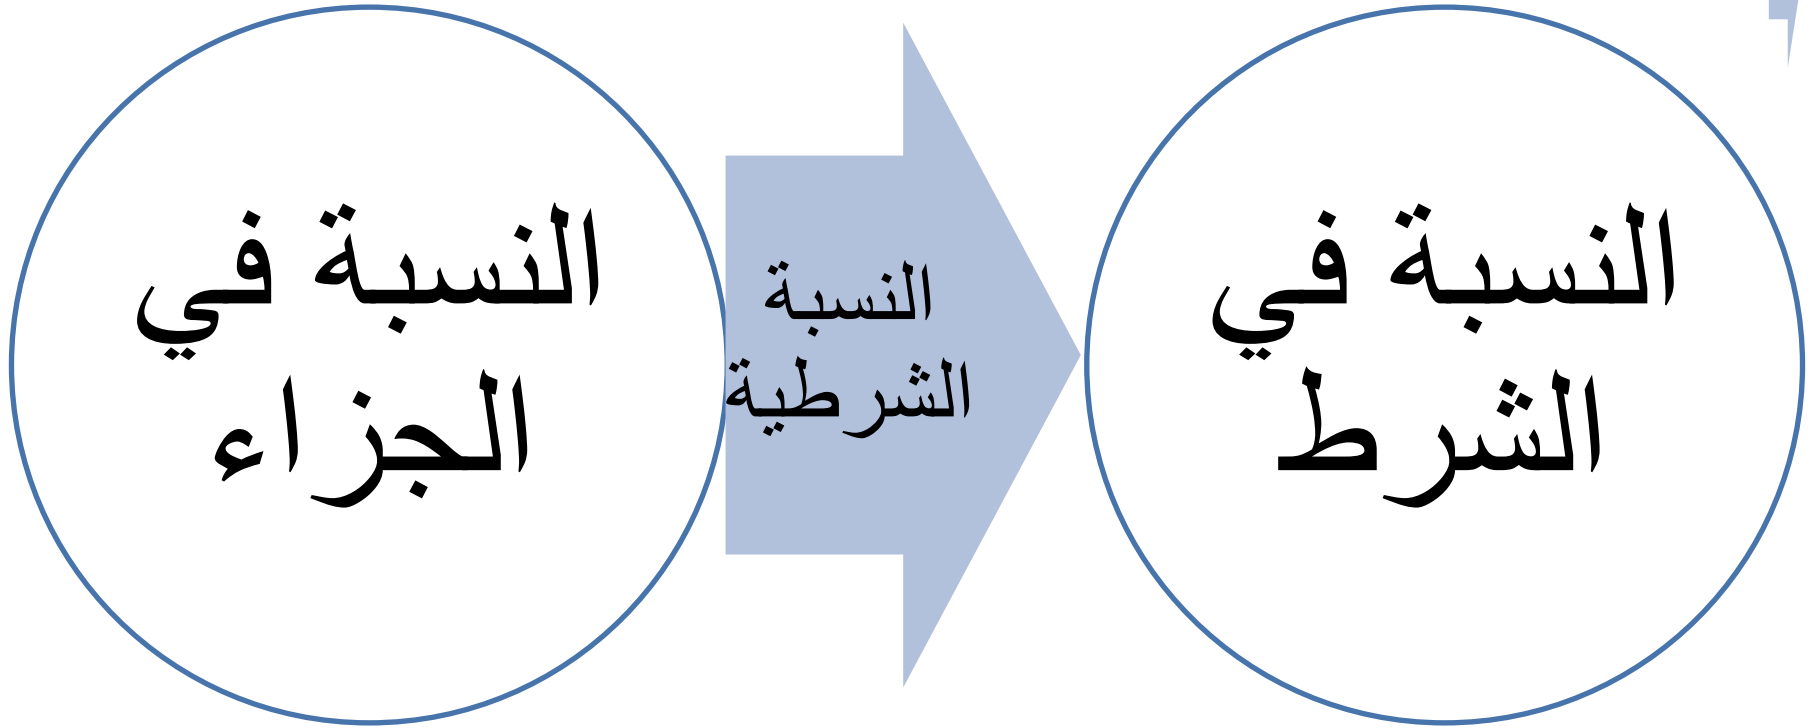 النسبة في
الشرط
النسبة
الشرطية
النسبة في
الجزاء